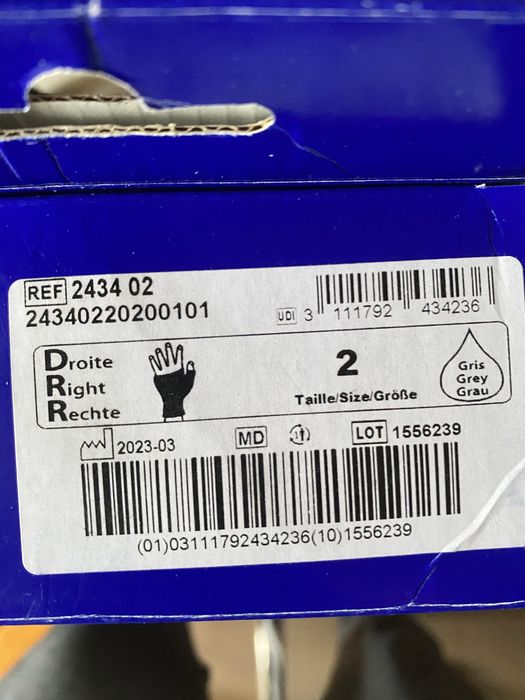 REF 2434 02
24340220200101
UDI 3 111792 434236
Droite
Right
Rechte
2
Taille/Size/Größe
Gris
Grey
Grau
2023-03
MD
1
LOT 1556239
(01)03111792434236(10)1556239